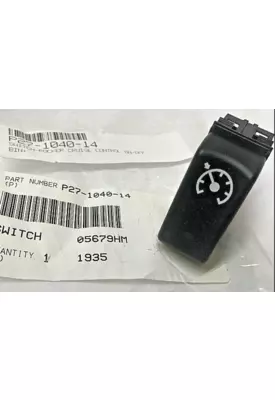 P27-1040-14
PART NUMBER P27-1040-14
(P)
SWITCH 05679HM
QUANTITY 1 1935